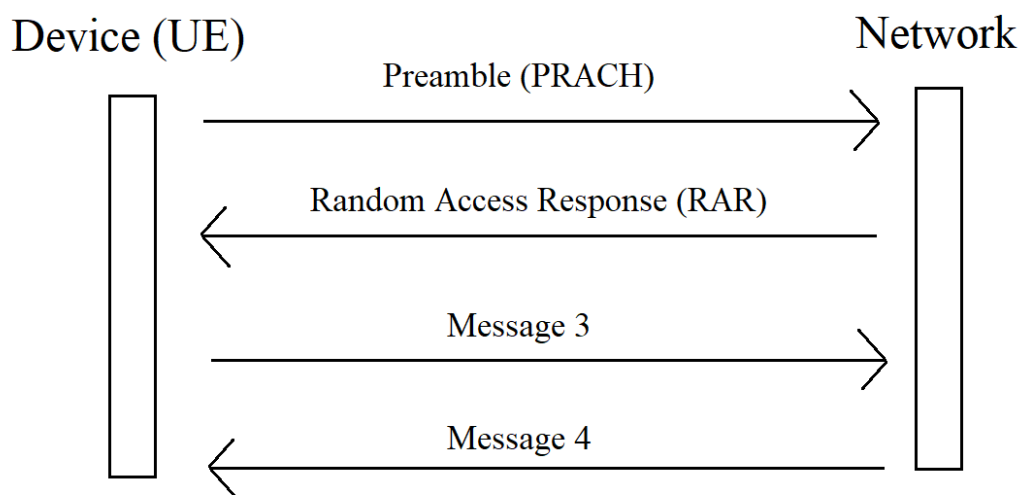 Device (UE)
Network
Preamble (PRACH)
Random Access Response (RAR)
Message 3
Message 4